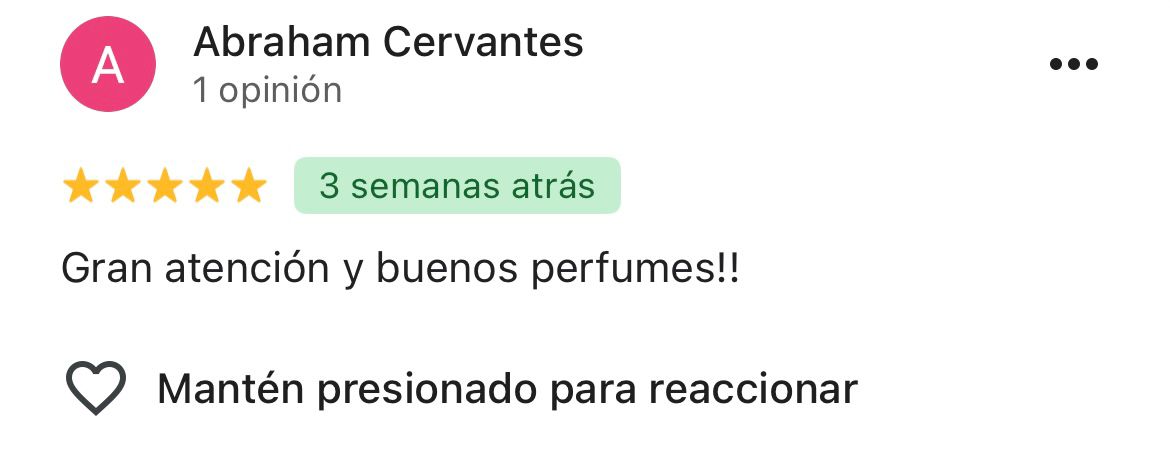 A
Abraham Cervantes
1 opinión
3 semanas atrás
Gran atención y buenos perfumes!!
Mantén presionado para reaccionar